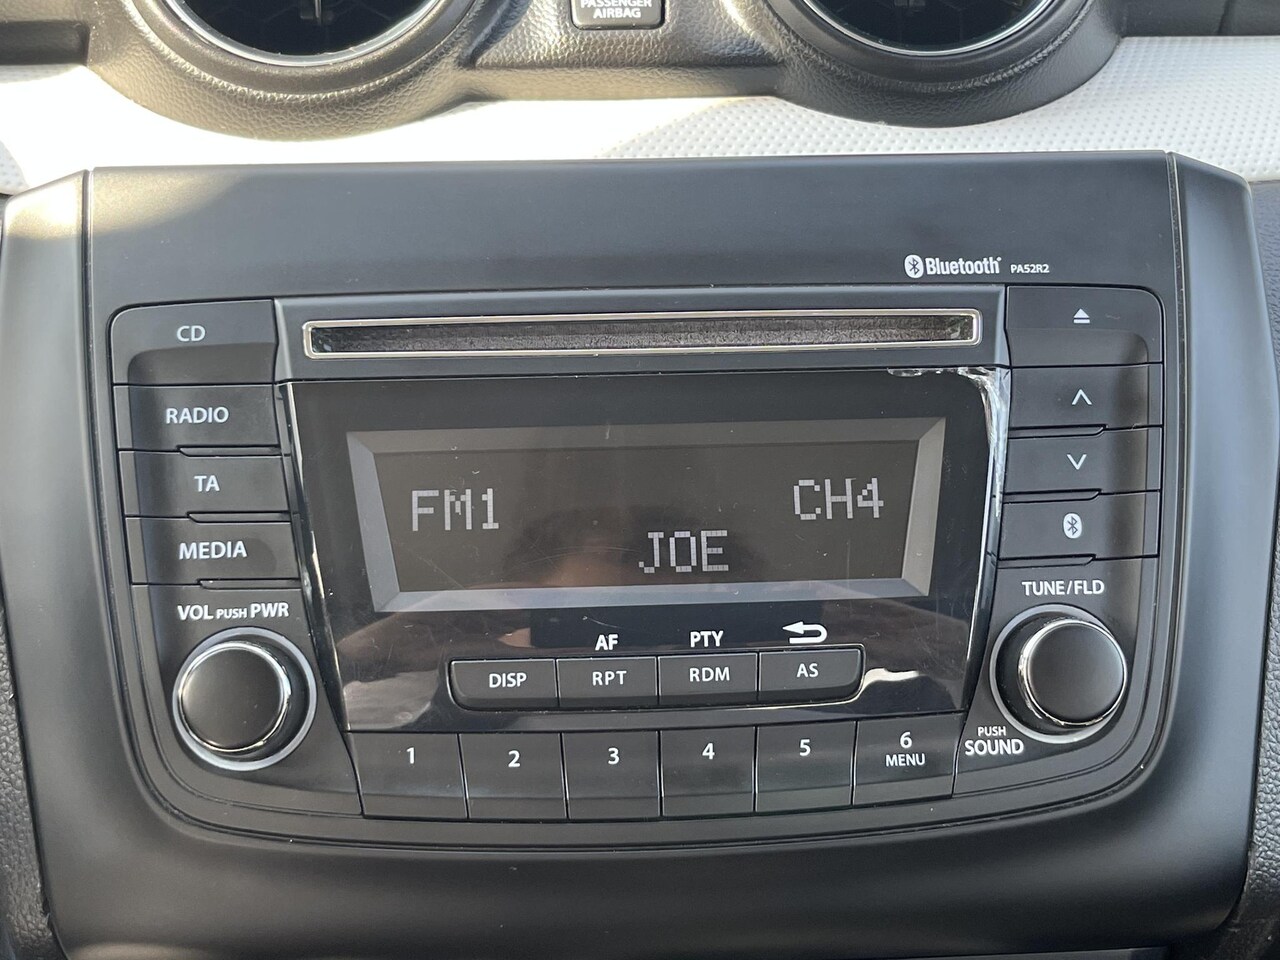 PASSENGER
AIRBAG
Bluetooth® PA52R2
CD
RADIO
TA
MEDIA
VOL PUSH PWR
FM1
CH4
JOE
AF
PTY
DISP
RPT
RDM
AS
1
2
3
4
5
6
MENU
TUNE/FLD
PUSH
SOUND